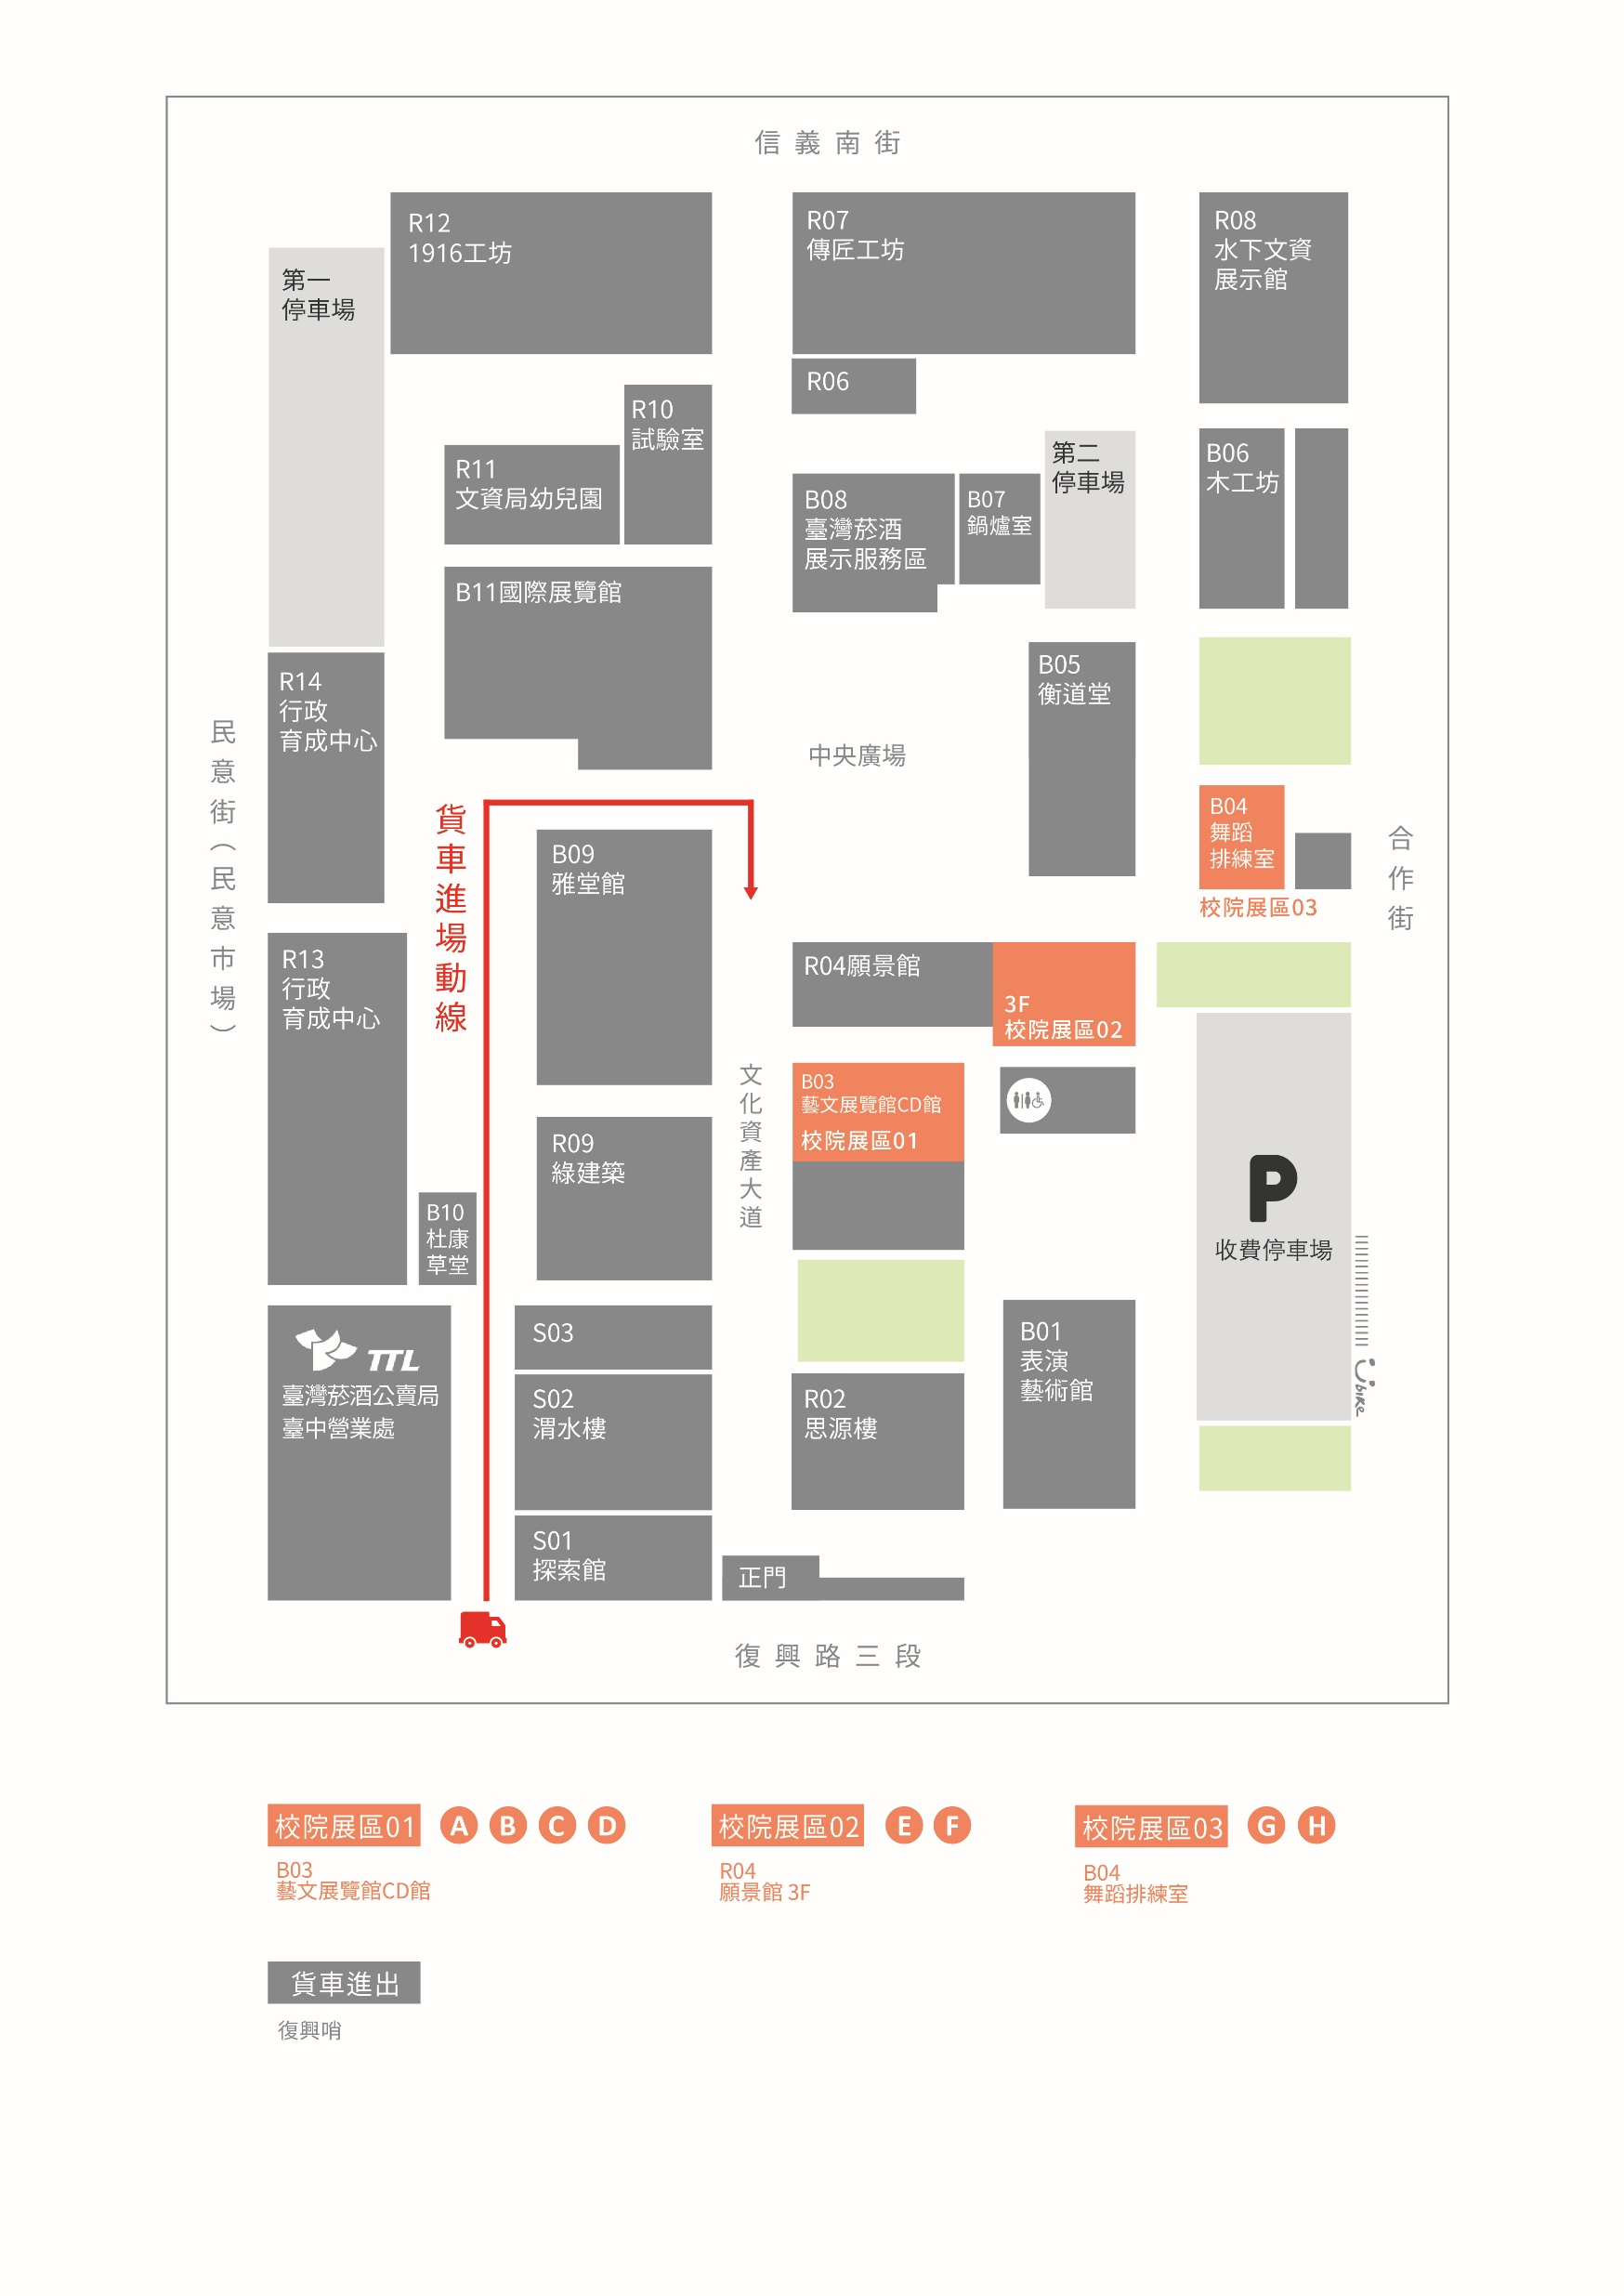 信義南街
R12
1916工坊
R07
傳匠工坊
R08
水下文資
展示館
第一
停車場
R06
R10
試驗室
R11
文資局幼兒園
第二
停車場
B06
木工坊
B08
臺灣菸酒
展示服務區
B07
鍋爐室
B11國際展覽館
B05
衡道堂
R14
行政
育成中心
民意街(民意市場)
中央廣場
貨車進場動線
B04
舞蹈
排練室
校院展區03
合作街
B09
雅堂館
R13
行政
育成中心
R04願景館
3F
校院展區02
文化資產大道
B03
藝文展覽館CD館
校院展區01
R09
綠建築
B10
杜康
草堂
P
收費停車場
Ubike
TTL
臺灣菸酒公賣局
臺中營業處
S03
S02
渭水樓
R02
思源樓
B01
表演
藝術館
S01
探索館
正門
復興路三段
校院展區01 A B C D
B03
藝文展覽館CD館
校院展區02 E F
R04
願景館 3F
校院展區03 G H
B04
舞蹈排練室
貨車進出
復興哨